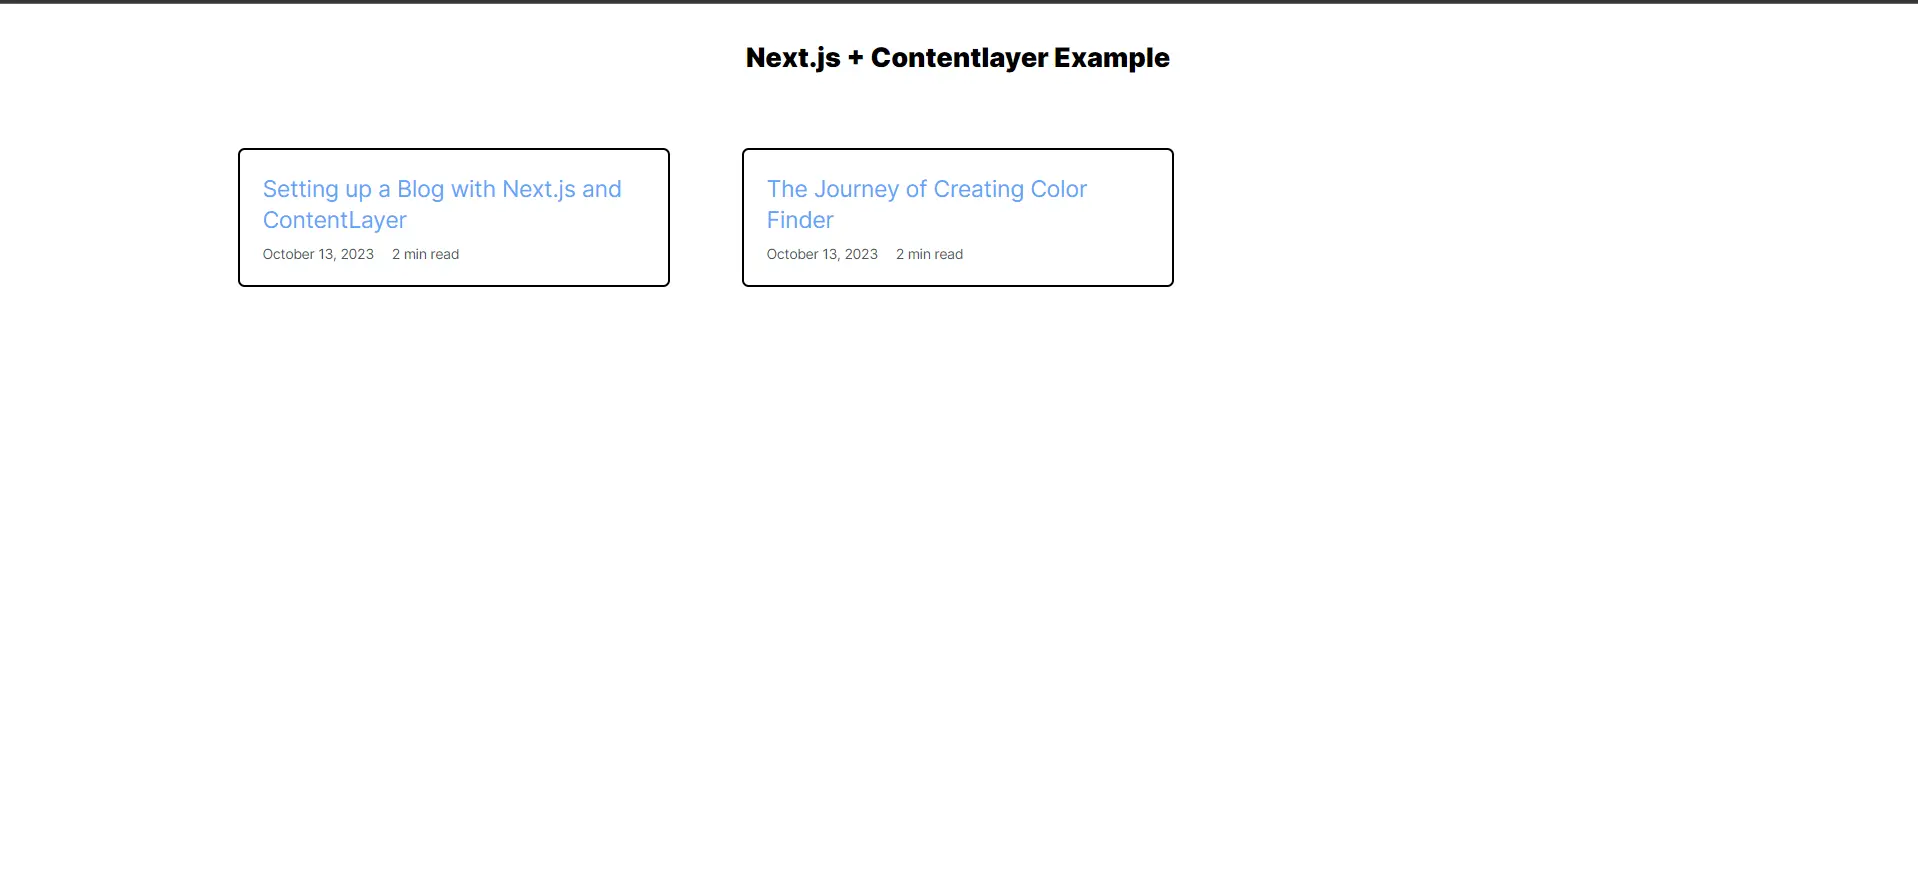 Next.js + Contentlayer Example
Setting up a Blog with Next.js and
ContentLayer
October 13, 2023 2 min read
The Journey of Creating Color
Finder
October 13, 2023 2 min read